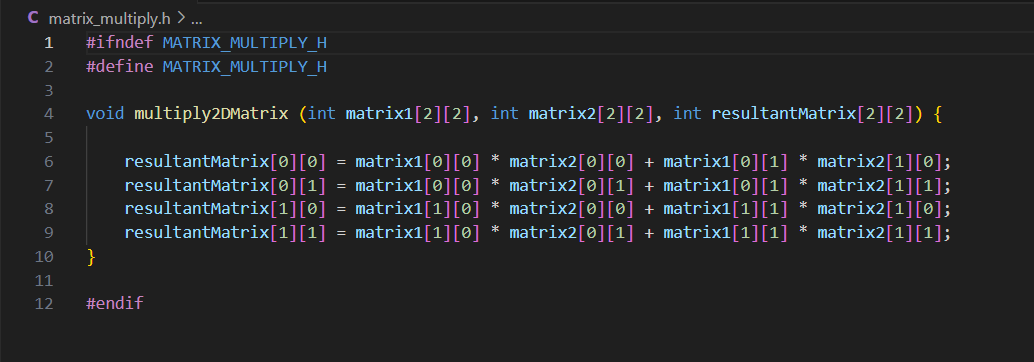 C matrix_multiply.h > ...
1 #ifndef MATRIX_MULTIPLY_H
2 #define MATRIX_MULTIPLY_H
3
4 void multiply2DMatrix (int matrix1[2][2], int matrix2[2][2], int resultantMatrix[2][2]) {
5
6 resultantMatrix[0][0] = matrix1[0][0] * matrix2[0][0] + matrix1[0][1] * matrix2[1][0];
7 resultantMatrix[0][1] = matrix1[0][0] * matrix2[0][1] + matrix1[0][1] * matrix2[1][1];
8 resultantMatrix[1][0] = matrix1[1][0] * matrix2[0][0] + matrix1[1][1] * matrix2[1][0];
9 resultantMatrix[1][1] = matrix1[1][0] * matrix2[0][1] + matrix1[1][1] * matrix2[1][1];
10 }
11
12 #endif